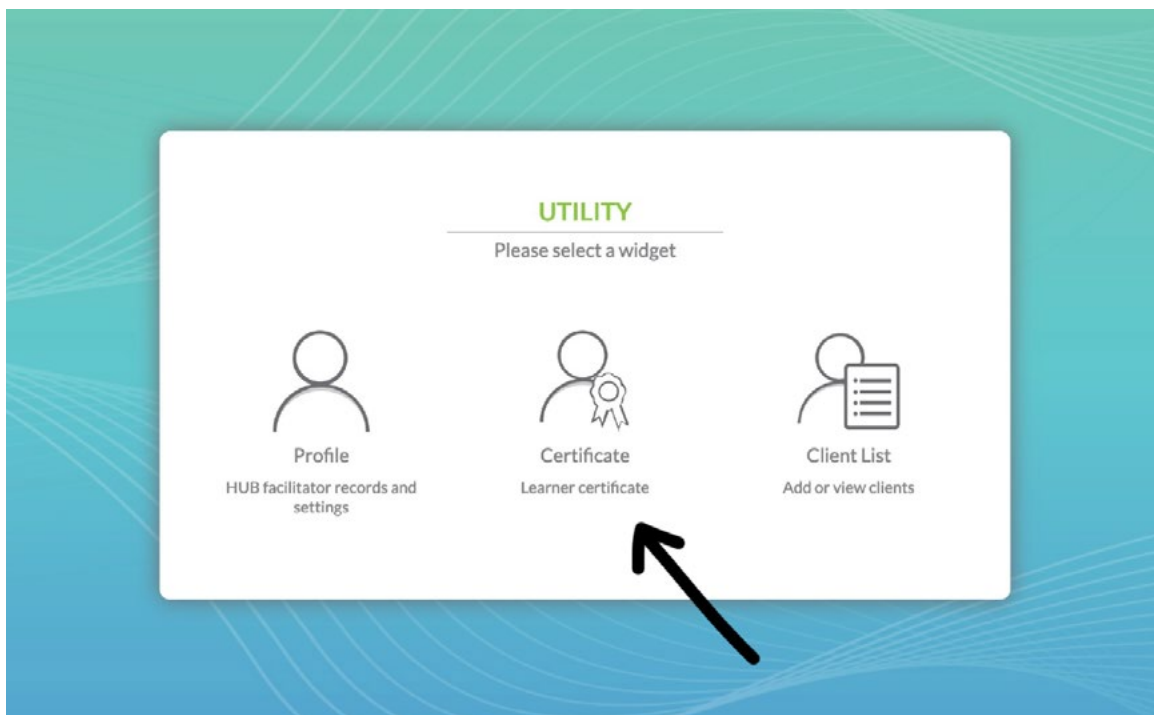 UTILITY
Please select a widget
Profile
HUB facilitator records and
settings
Certificate
Learner certificate
Client List
Add or view clients